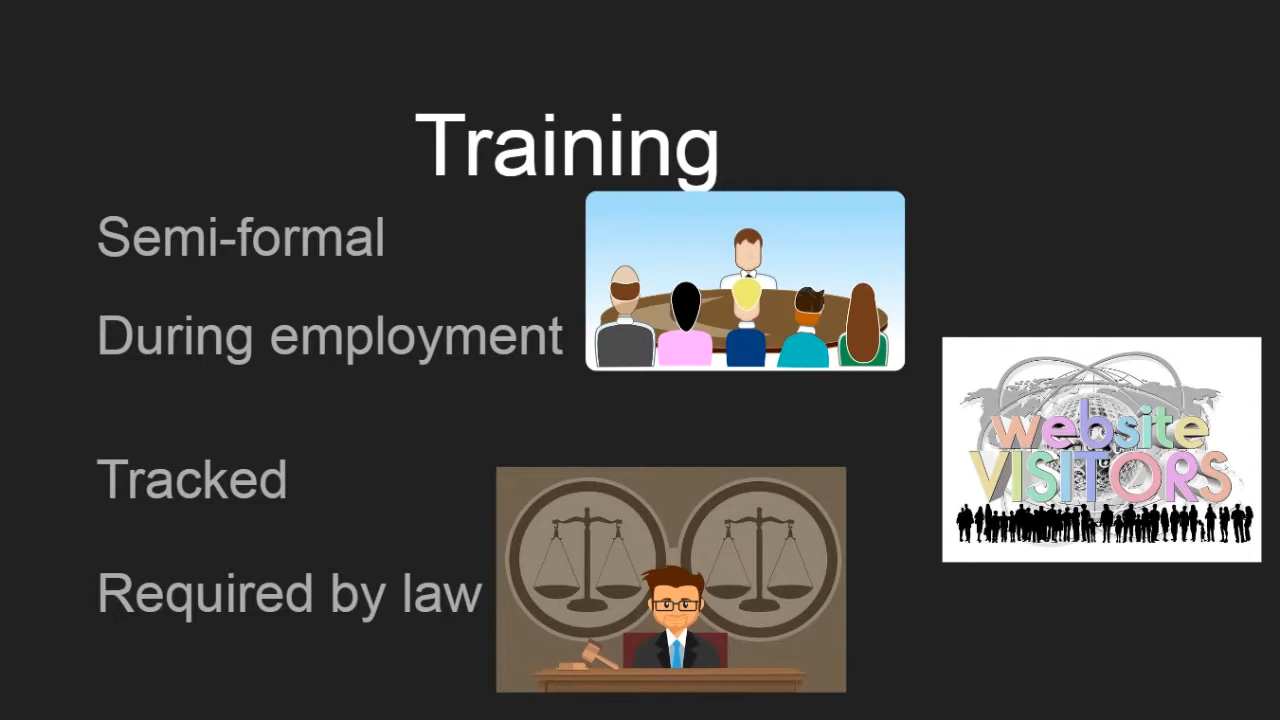 Training
Semi-formal
During employment
website
VISITORS
Tracked
Required by law